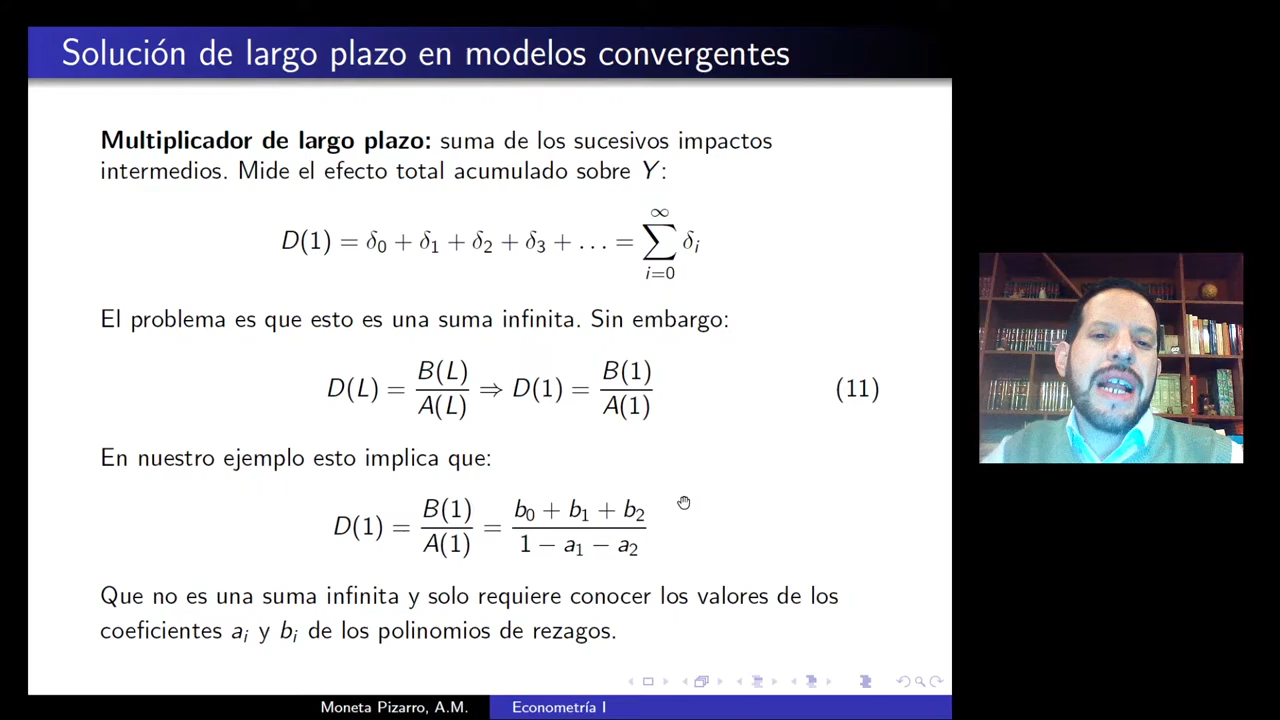 Solución de largo plazo en modelos convergentes
Multiplicador de largo plazo: suma de los sucesivos impactos
intermedios. Mide el efecto total acumulado sobre Y:
D(1) = δ₀ + δ₁ + δ₂ + δ₃ + … = ∑_{i=0}^{∞} δᵢ
El problema es que esto es una suma infinita. Sin embargo:
D(L) = B(L)/A(L) ⇒ D(1) = B(1)/A(1) (11)
En nuestro ejemplo esto implica que:
D(1) = B(1)/A(1) = (b₀ + b₁ + b₂)/(1 − a₁ − a₂)
Que no es una suma infinita y solo requiere conocer los valores de los
coeficientes aᵢ y bᵢ de los polinomios de rezagos.
Moneta Pizarro, A.M. Econometría I